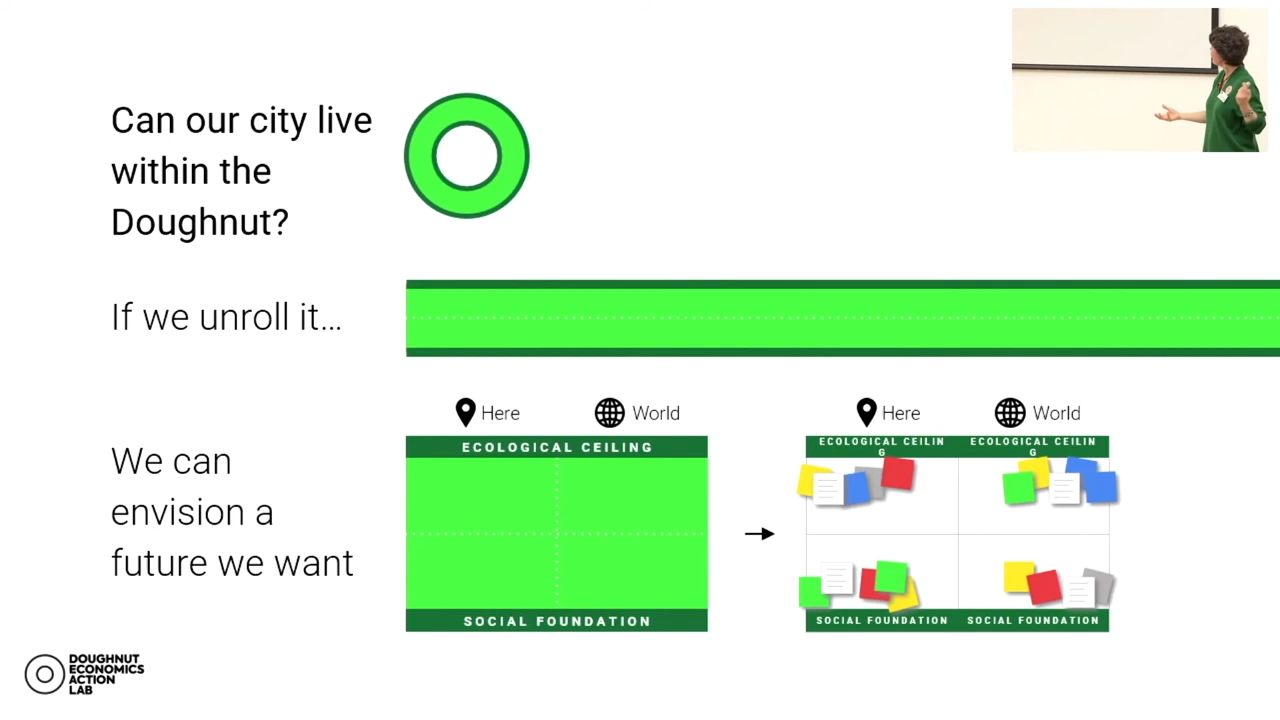 Can our city live
within the
Doughnut?
If we unroll it...
We can
envision a
future we want
Here
World
ECOLOGICAL CEILING
SOCIAL FOUNDATION
Here
World
ECOLOGICAL CEILIN
G
ECOLOGICAL CEILIN
G
SOCIAL FOUNDATION
SOCIAL FOUNDATION
DOUGHNUT
ECONOMICS
ACTION
LAB